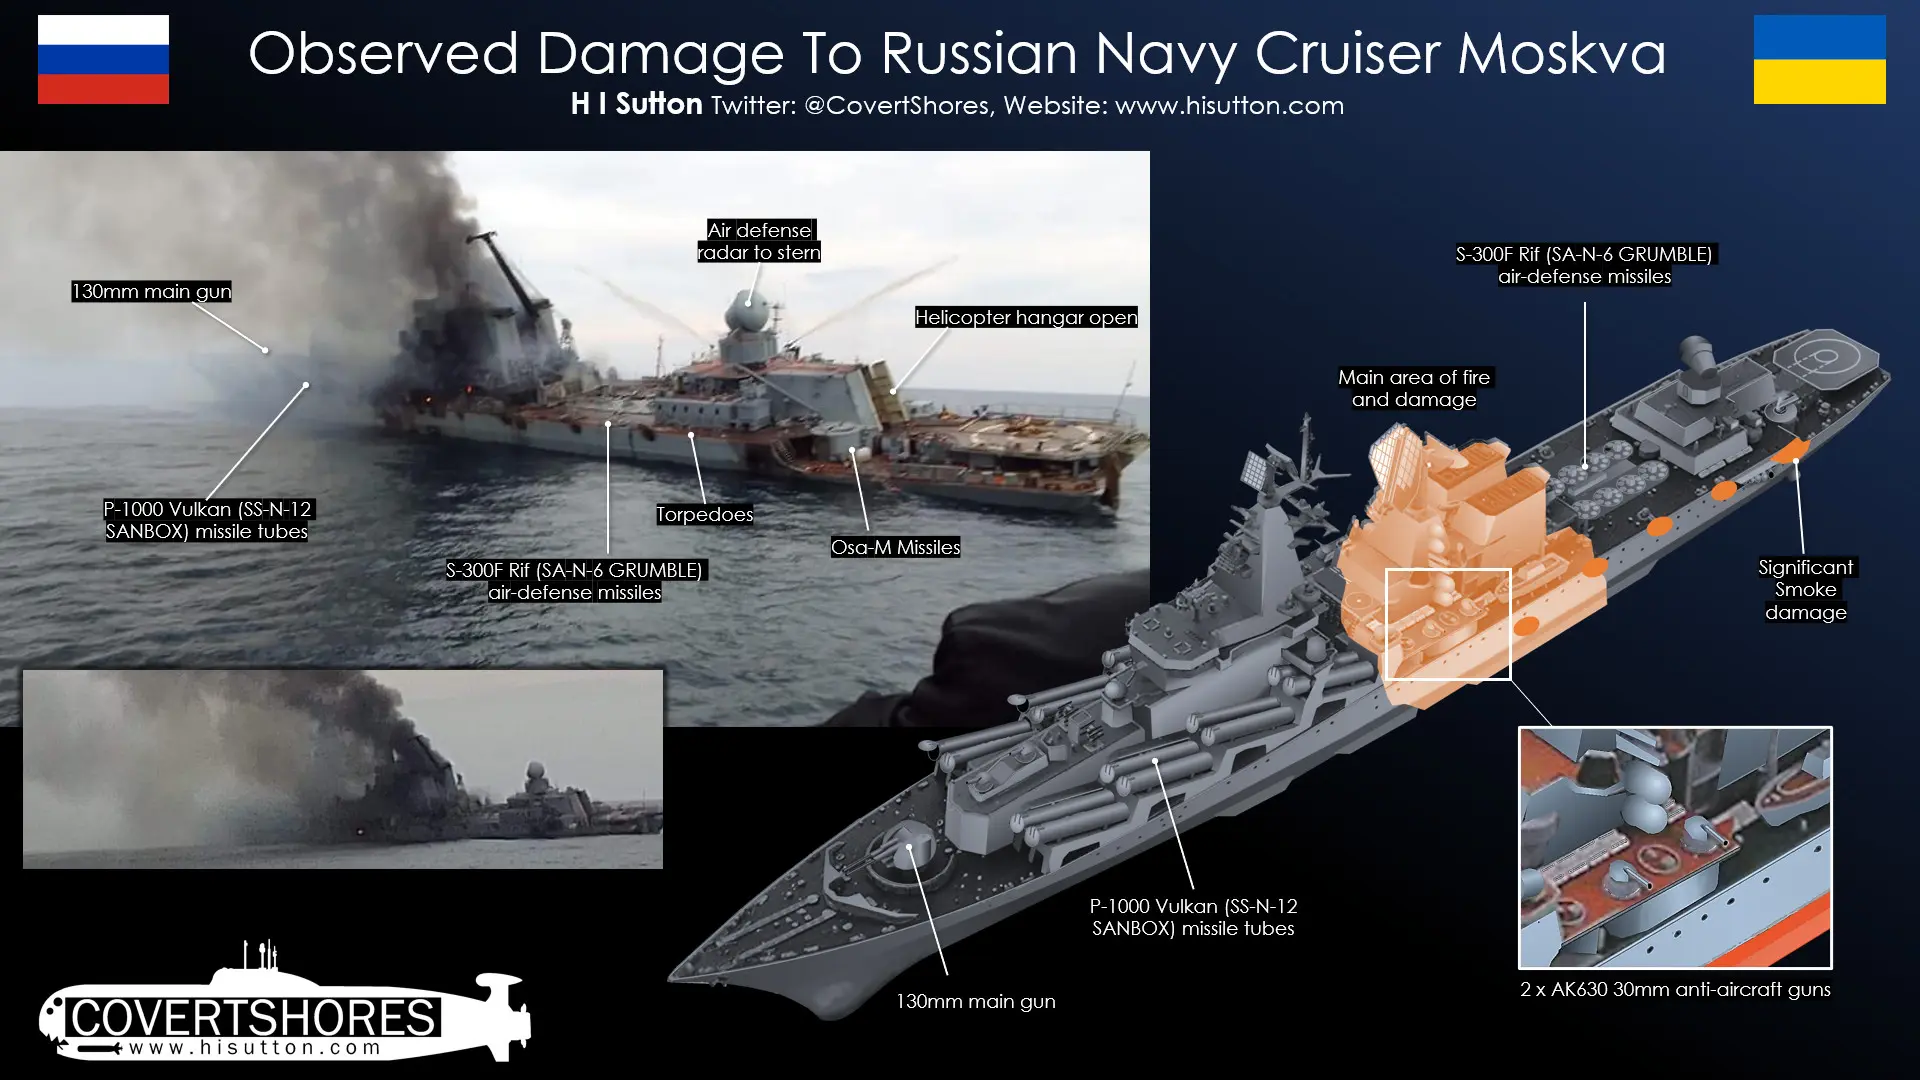 Observed Damage To Russian Navy Cruiser Moskva
H I Sutton Twitter: @CovertShores, Website: www.hisutton.com
Air defense
radar to stern
130mm main gun
Helicopter hangar open
P-1000 Vulkan (SS-N-12
SANBOX) missile tubes
Torpedoes
Osa-M Missiles
S-300F Rif (SA-N-6 GRUMBLE)
air-defense missiles
S-300F Rif (SA-N-6 GRUMBLE)
air-defense missiles
Main area of fire
and damage
Significant
Smoke
damage
P-1000 Vulkan (SS-N-12
SANBOX) missile tubes
130mm main gun
2 x AK630 30mm anti-aircraft guns
COVERTSHORES
www.hisutton.com